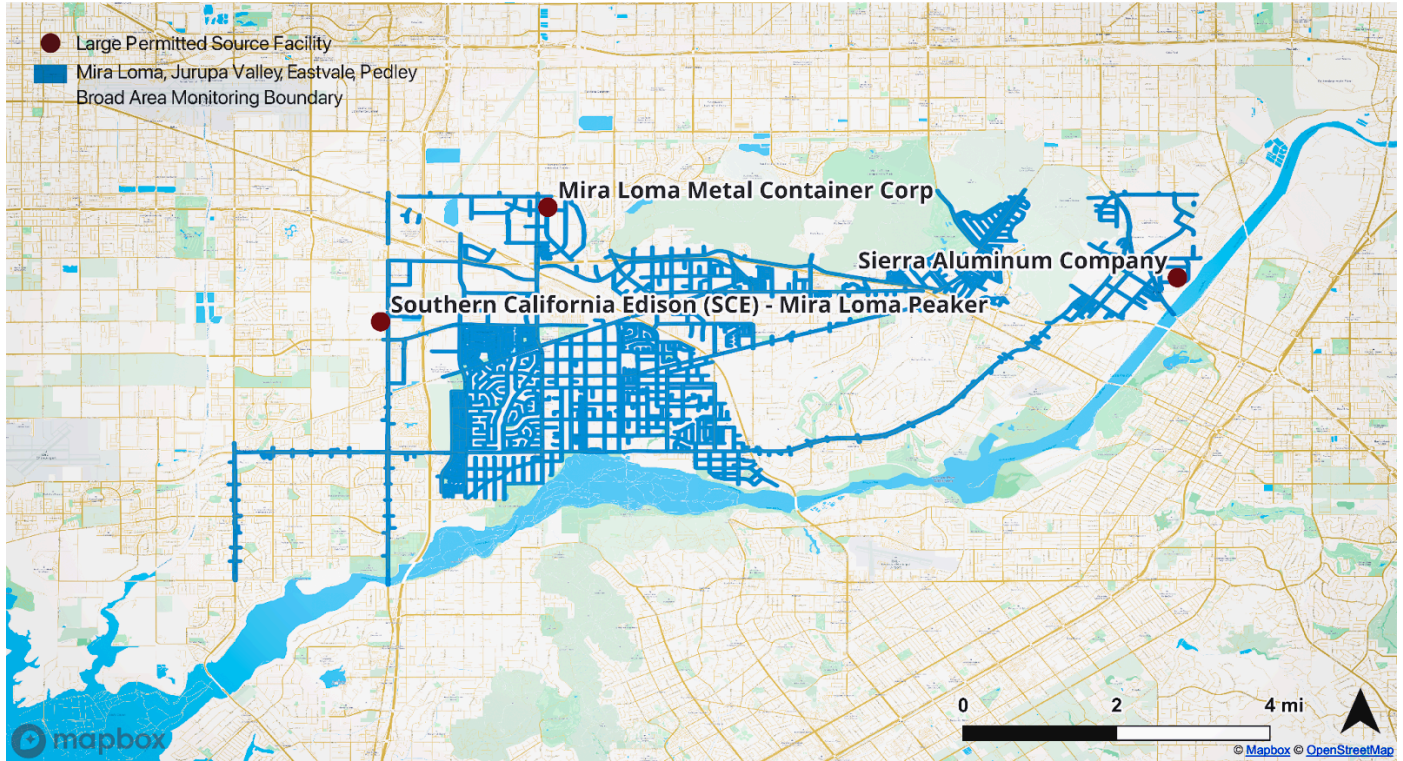 Large Permitted Source Facility
Mira Loma, Jurupa Valley, Eastvale, Pedley
Broad Area Monitoring Boundary
Mira Loma Metal Container Corp
Sierra Aluminum Company
Southern California Edison (SCE) - Mira Loma Peaker
0 2 4 mi
mapbox
© Mapbox © OpenStreetMap